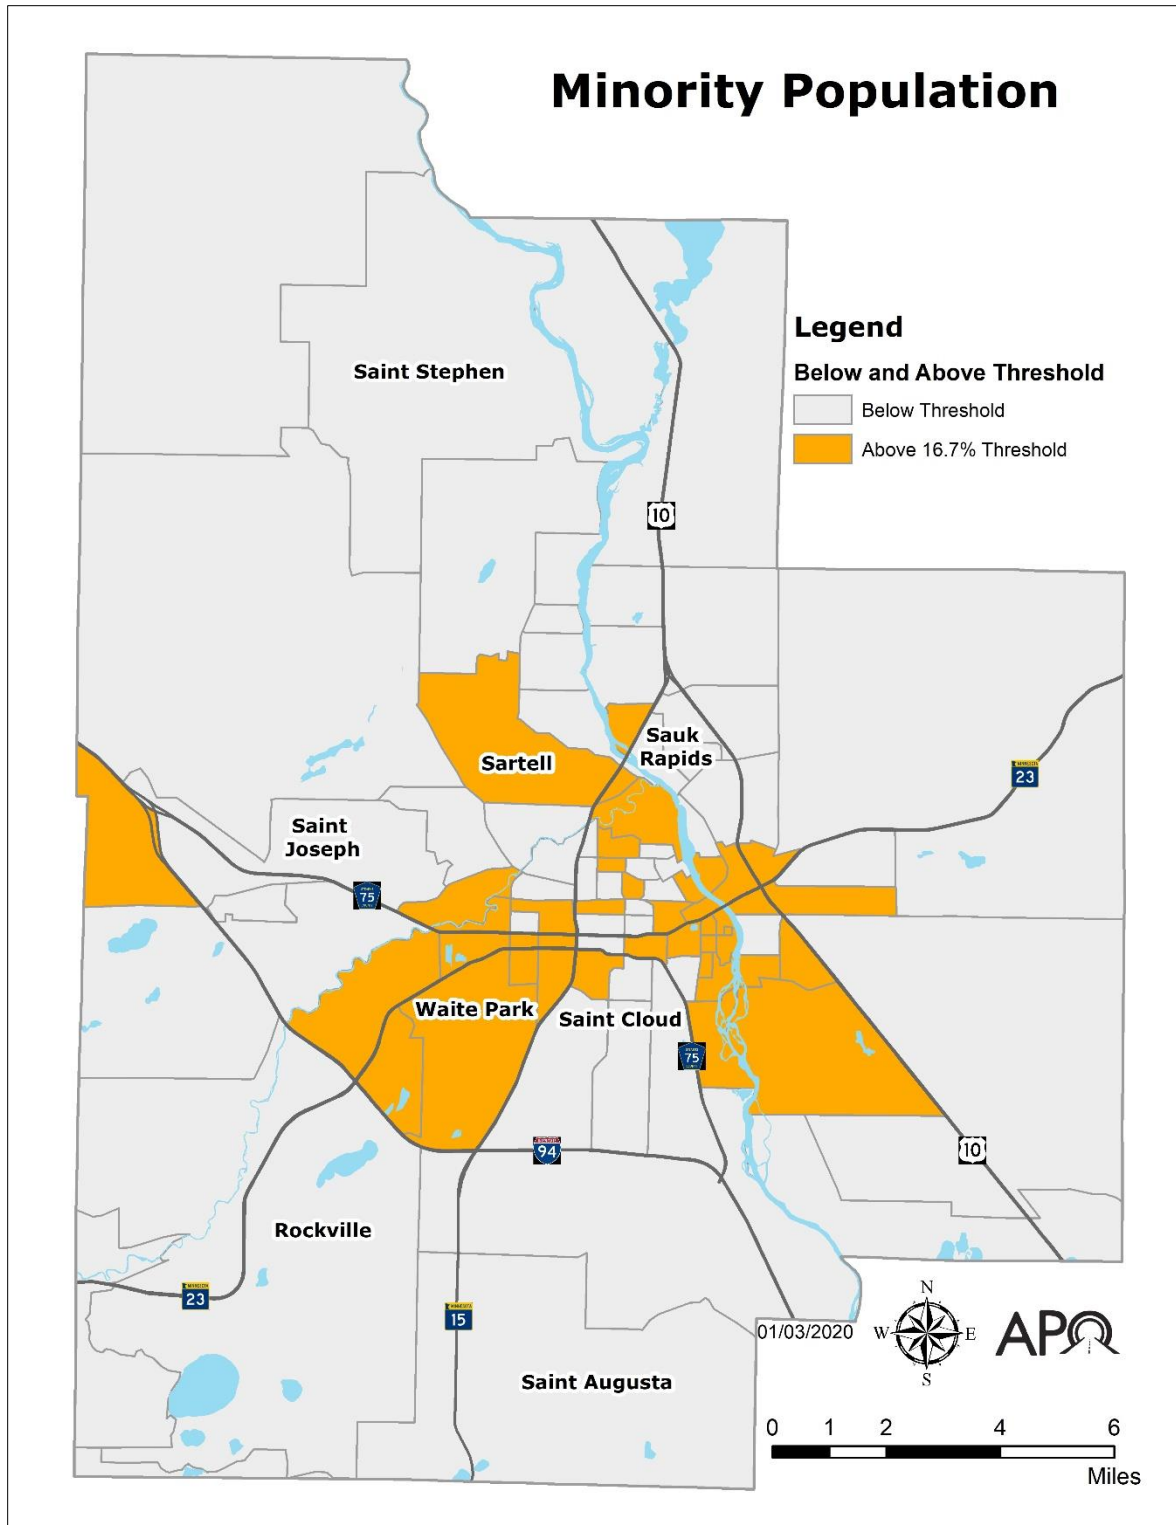 Minority Population
Legend
Below and Above Threshold
Below Threshold
Above 16.7% Threshold
Saint Stephen
10
Sauk
Rapids
Sartell
23
Saint
Joseph
75
Waite Park
Saint Cloud
75
94
10
Rockville
23
15
Saint Augusta
01/03/2020
N
W
E
S
APO
0 1 2 4 6
Miles